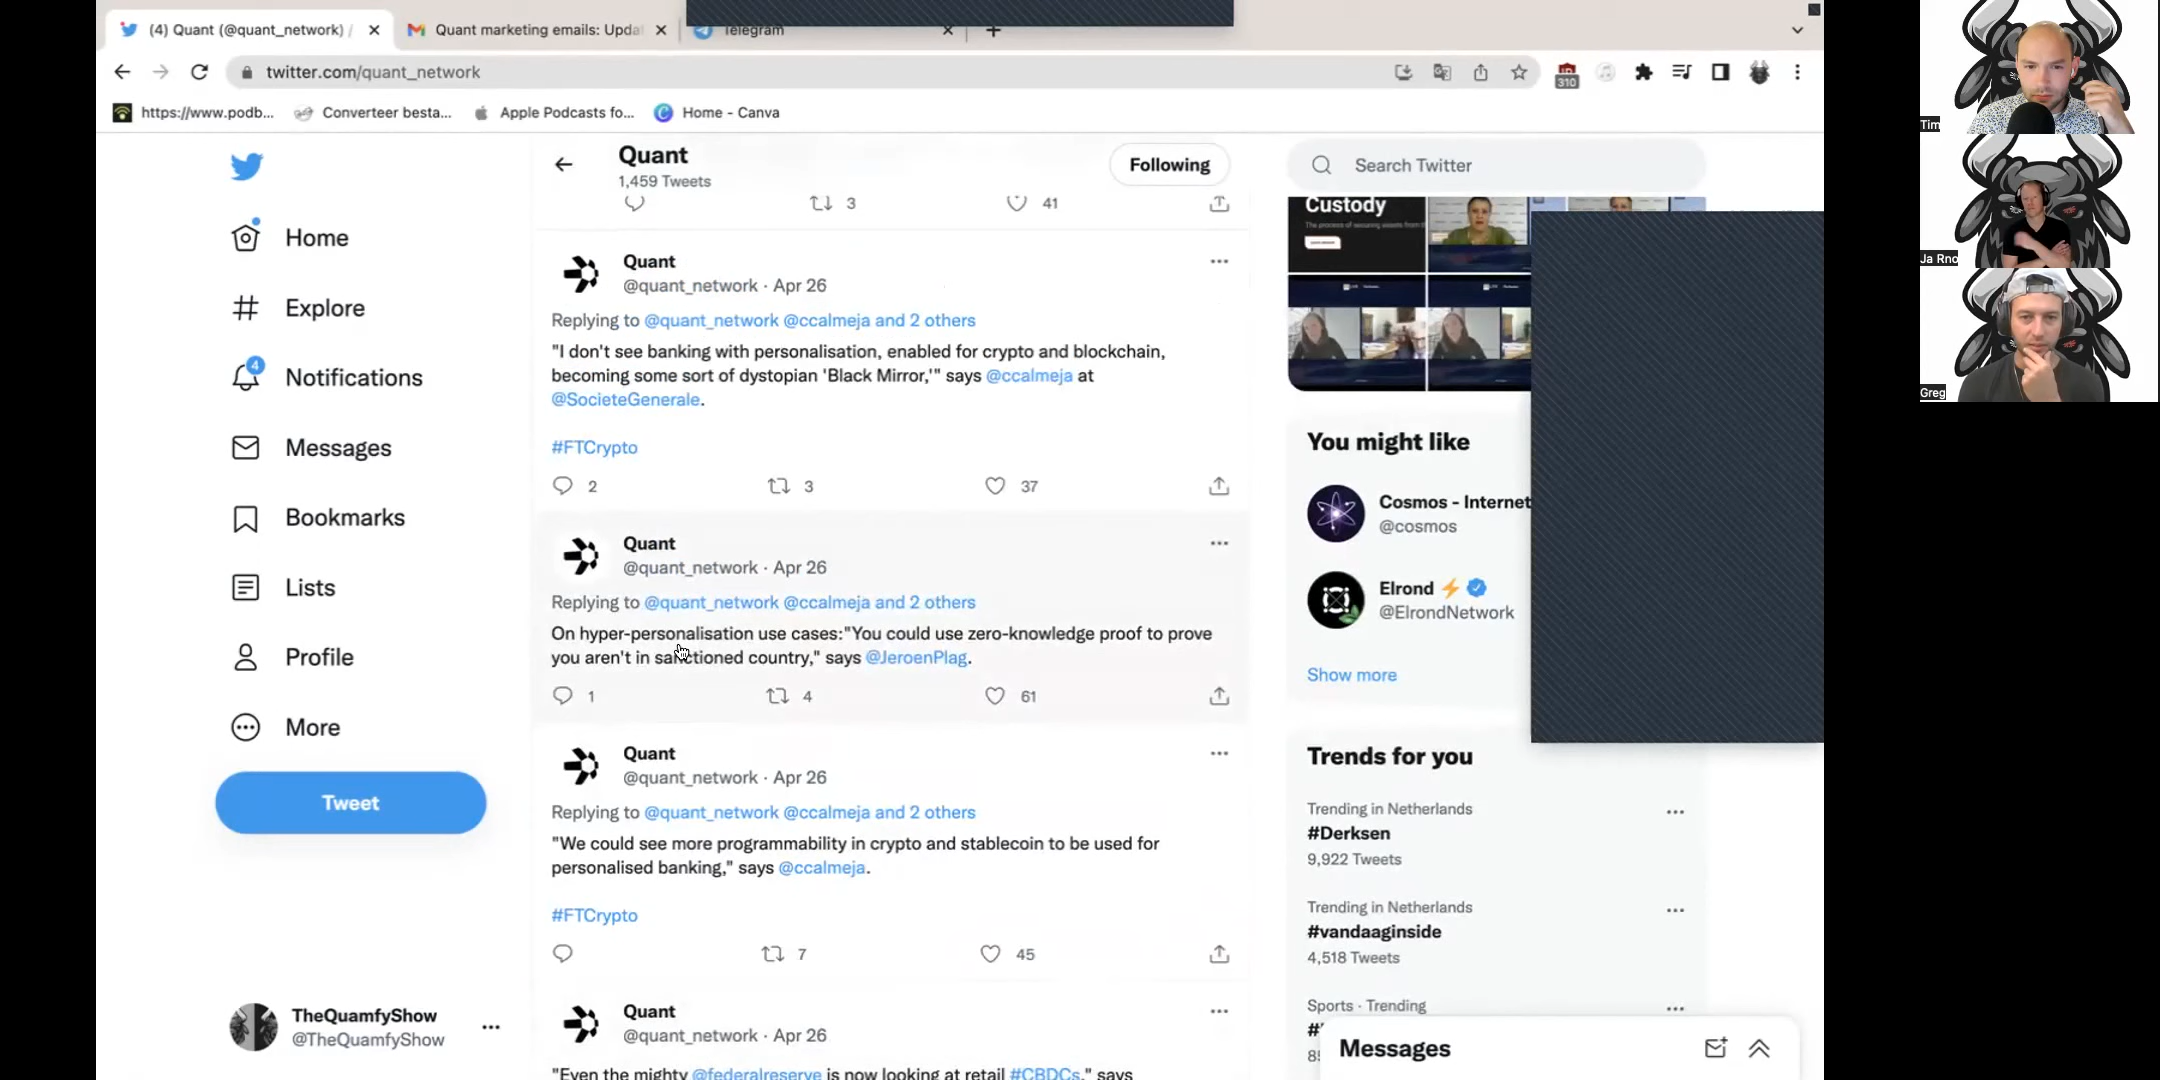 (4) Quant (@quant_network) /
Quant marketing emails: Upda
Telegram
twitter.com/quant_network
310
https://www.podb...
Converteer besta...
Apple Podcasts fo...
Home - Canva
Home
Explore
4
Notifications
Messages
Bookmarks
Lists
Profile
More
Tweet
TheQuamfyShow
@TheQuamfyShow
Quant
1,459 Tweets
Following
3
41
Quant
@quant_network · Apr 26
Replying to @quant_network @ccalmeja and 2 others
"I don't see banking with personalisation, enabled for crypto and blockchain,
becoming some sort of dystopian 'Black Mirror,'" says @ccalmeja at
@SocieteGenerale.
#FTCrypto
2
3
37
Quant
@quant_network · Apr 26
Replying to @quant_network @ccalmeja and 2 others
On hyper-personalisation use cases:"You could use zero-knowledge proof to prove
you aren't in sanctioned country," says @JeroenPlag.
1
4
61
Quant
@quant_network · Apr 26
Replying to @quant_network @ccalmeja and 2 others
"We could see more programmability in crypto and stablecoin to be used for
personalised banking," says @ccalmeja.
#FTCrypto
7
45
Quant
@quant_network · Apr 26
"Even the mighty @federalreserve is now looking at retail #CBDCs," says
Search Twitter
Custody
You might like
Cosmos - Internet
@cosmos
Elrond
@ElrondNetwork
Show more
Trends for you
Trending in Netherlands
#Derksen
9,922 Tweets
Trending in Netherlands
#vandaaginside
4,518 Tweets
Sports · Trending
Messages
Tim
Ja Rno
Greg